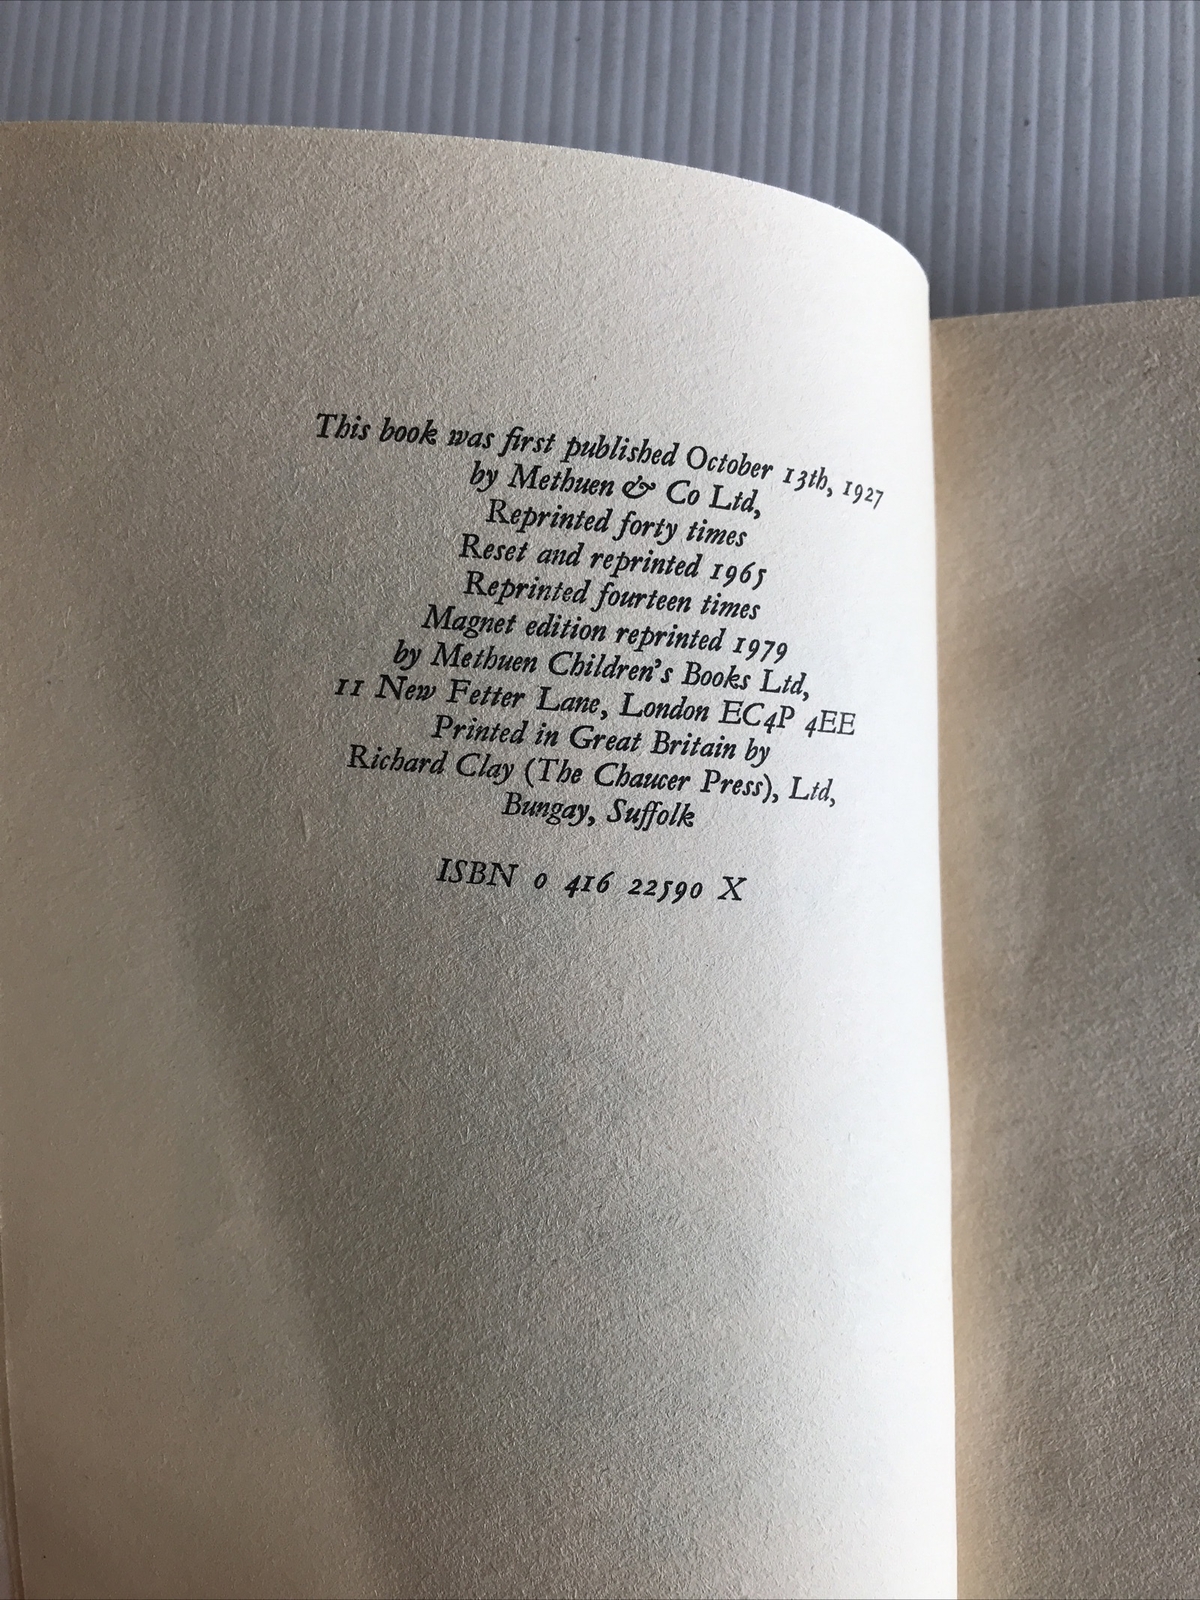 This book was first published October 13th, 1927
by Methuen & Co Ltd,
Reprinted forty times
Reset and reprinted 1965
Reprinted fourteen times
Magnet edition reprinted 1979
by Methuen Children's Books Ltd,
11 New Fetter Lane, London EC4P 4EE
Printed in Great Britain by
Richard Clay (The Chaucer Press), Ltd,
Bungay, Suffolk
ISBN 0 416 22590 X